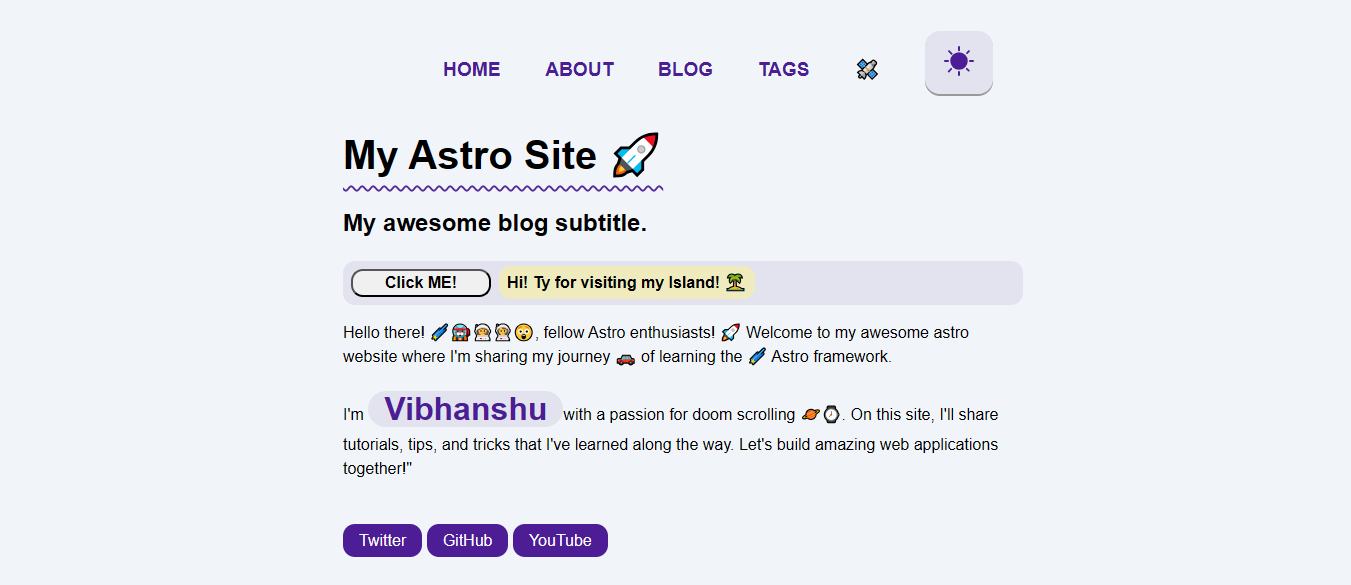 HOME ABOUT BLOG TAGS 🛰️
My Astro Site 🚀
My awesome blog subtitle.
Click ME! Hi! Ty for visiting my Island! 🏝️
Hello there! ☄️👨‍🚀👩‍🚀🧑‍🚀😲, fellow Astro enthusiasts! 🚀 Welcome to my awesome astro
website where I'm sharing my journey 🚗 of learning the ☄️ Astro framework.
I'm Vibhanshu with a passion for doom scrolling 🪐⌚. On this site, I'll share
tutorials, tips, and tricks that I've learned along the way. Let's build amazing web applications
together!"
Twitter GitHub YouTube